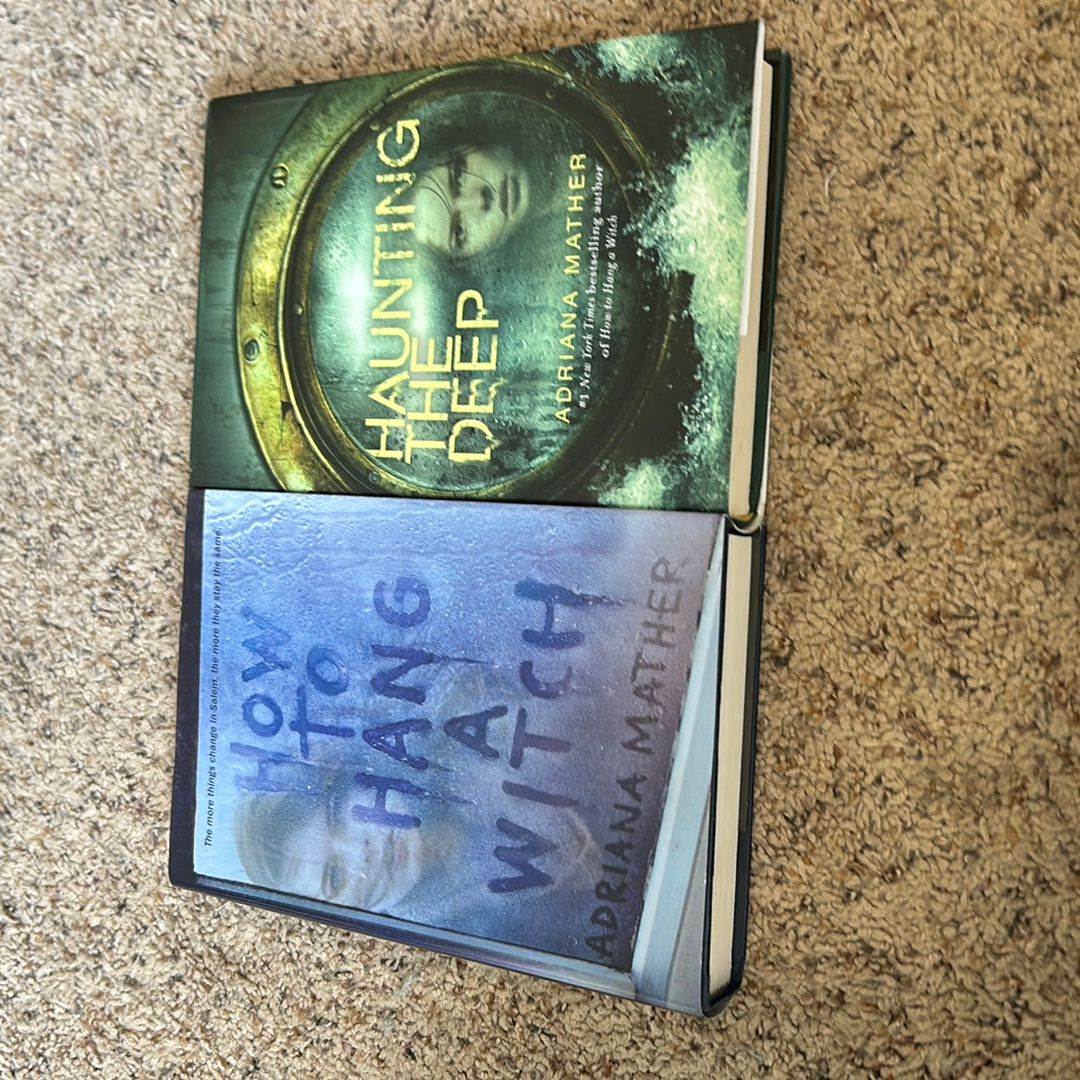 The more things change in Salem, the more they stay the same
HOW
TO
HANG
A
WITCH
ADRIANA MATHER
HAUNTING
THE
DEEP
ADRIANA MATHER
#1 New York Times bestselling author
of How to Hang a Witch